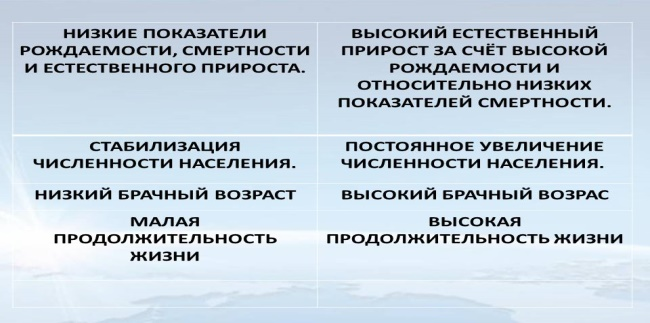 НИЗКИЕ ПОКАЗАТЕЛИ
РОЖДАЕМОСТИ, СМЕРТНОСТИ
И ЕСТЕСТВЕННОГО ПРИРОСТА.
ВЫСОКИЙ ЕСТЕСТВЕННЫЙ
ПРИРОСТ ЗА СЧЁТ ВЫСОКОЙ
РОЖДАЕМОСТИ И
ОТНОСИТЕЛЬНО НИЗКИХ
ПОКАЗАТЕЛЕЙ СМЕРТНОСТИ.
СТАБИЛИЗАЦИЯ
ЧИСЛЕННОСТИ НАСЕЛЕНИЯ.
ПОСТОЯННОЕ УВЕЛИЧЕНИЕ
ЧИСЛЕННОСТИ НАСЕЛЕНИЯ.
НИЗКИЙ БРАЧНЫЙ ВОЗРАСТ
ВЫСОКИЙ БРАЧНЫЙ ВОЗРАС
МАЛАЯ
ПРОДОЛЖИТЕЛЬНОСТЬ
ЖИЗНИ
ВЫСОКАЯ
ПРОДОЛЖИТЕЛЬНОСТЬ ЖИЗНИ